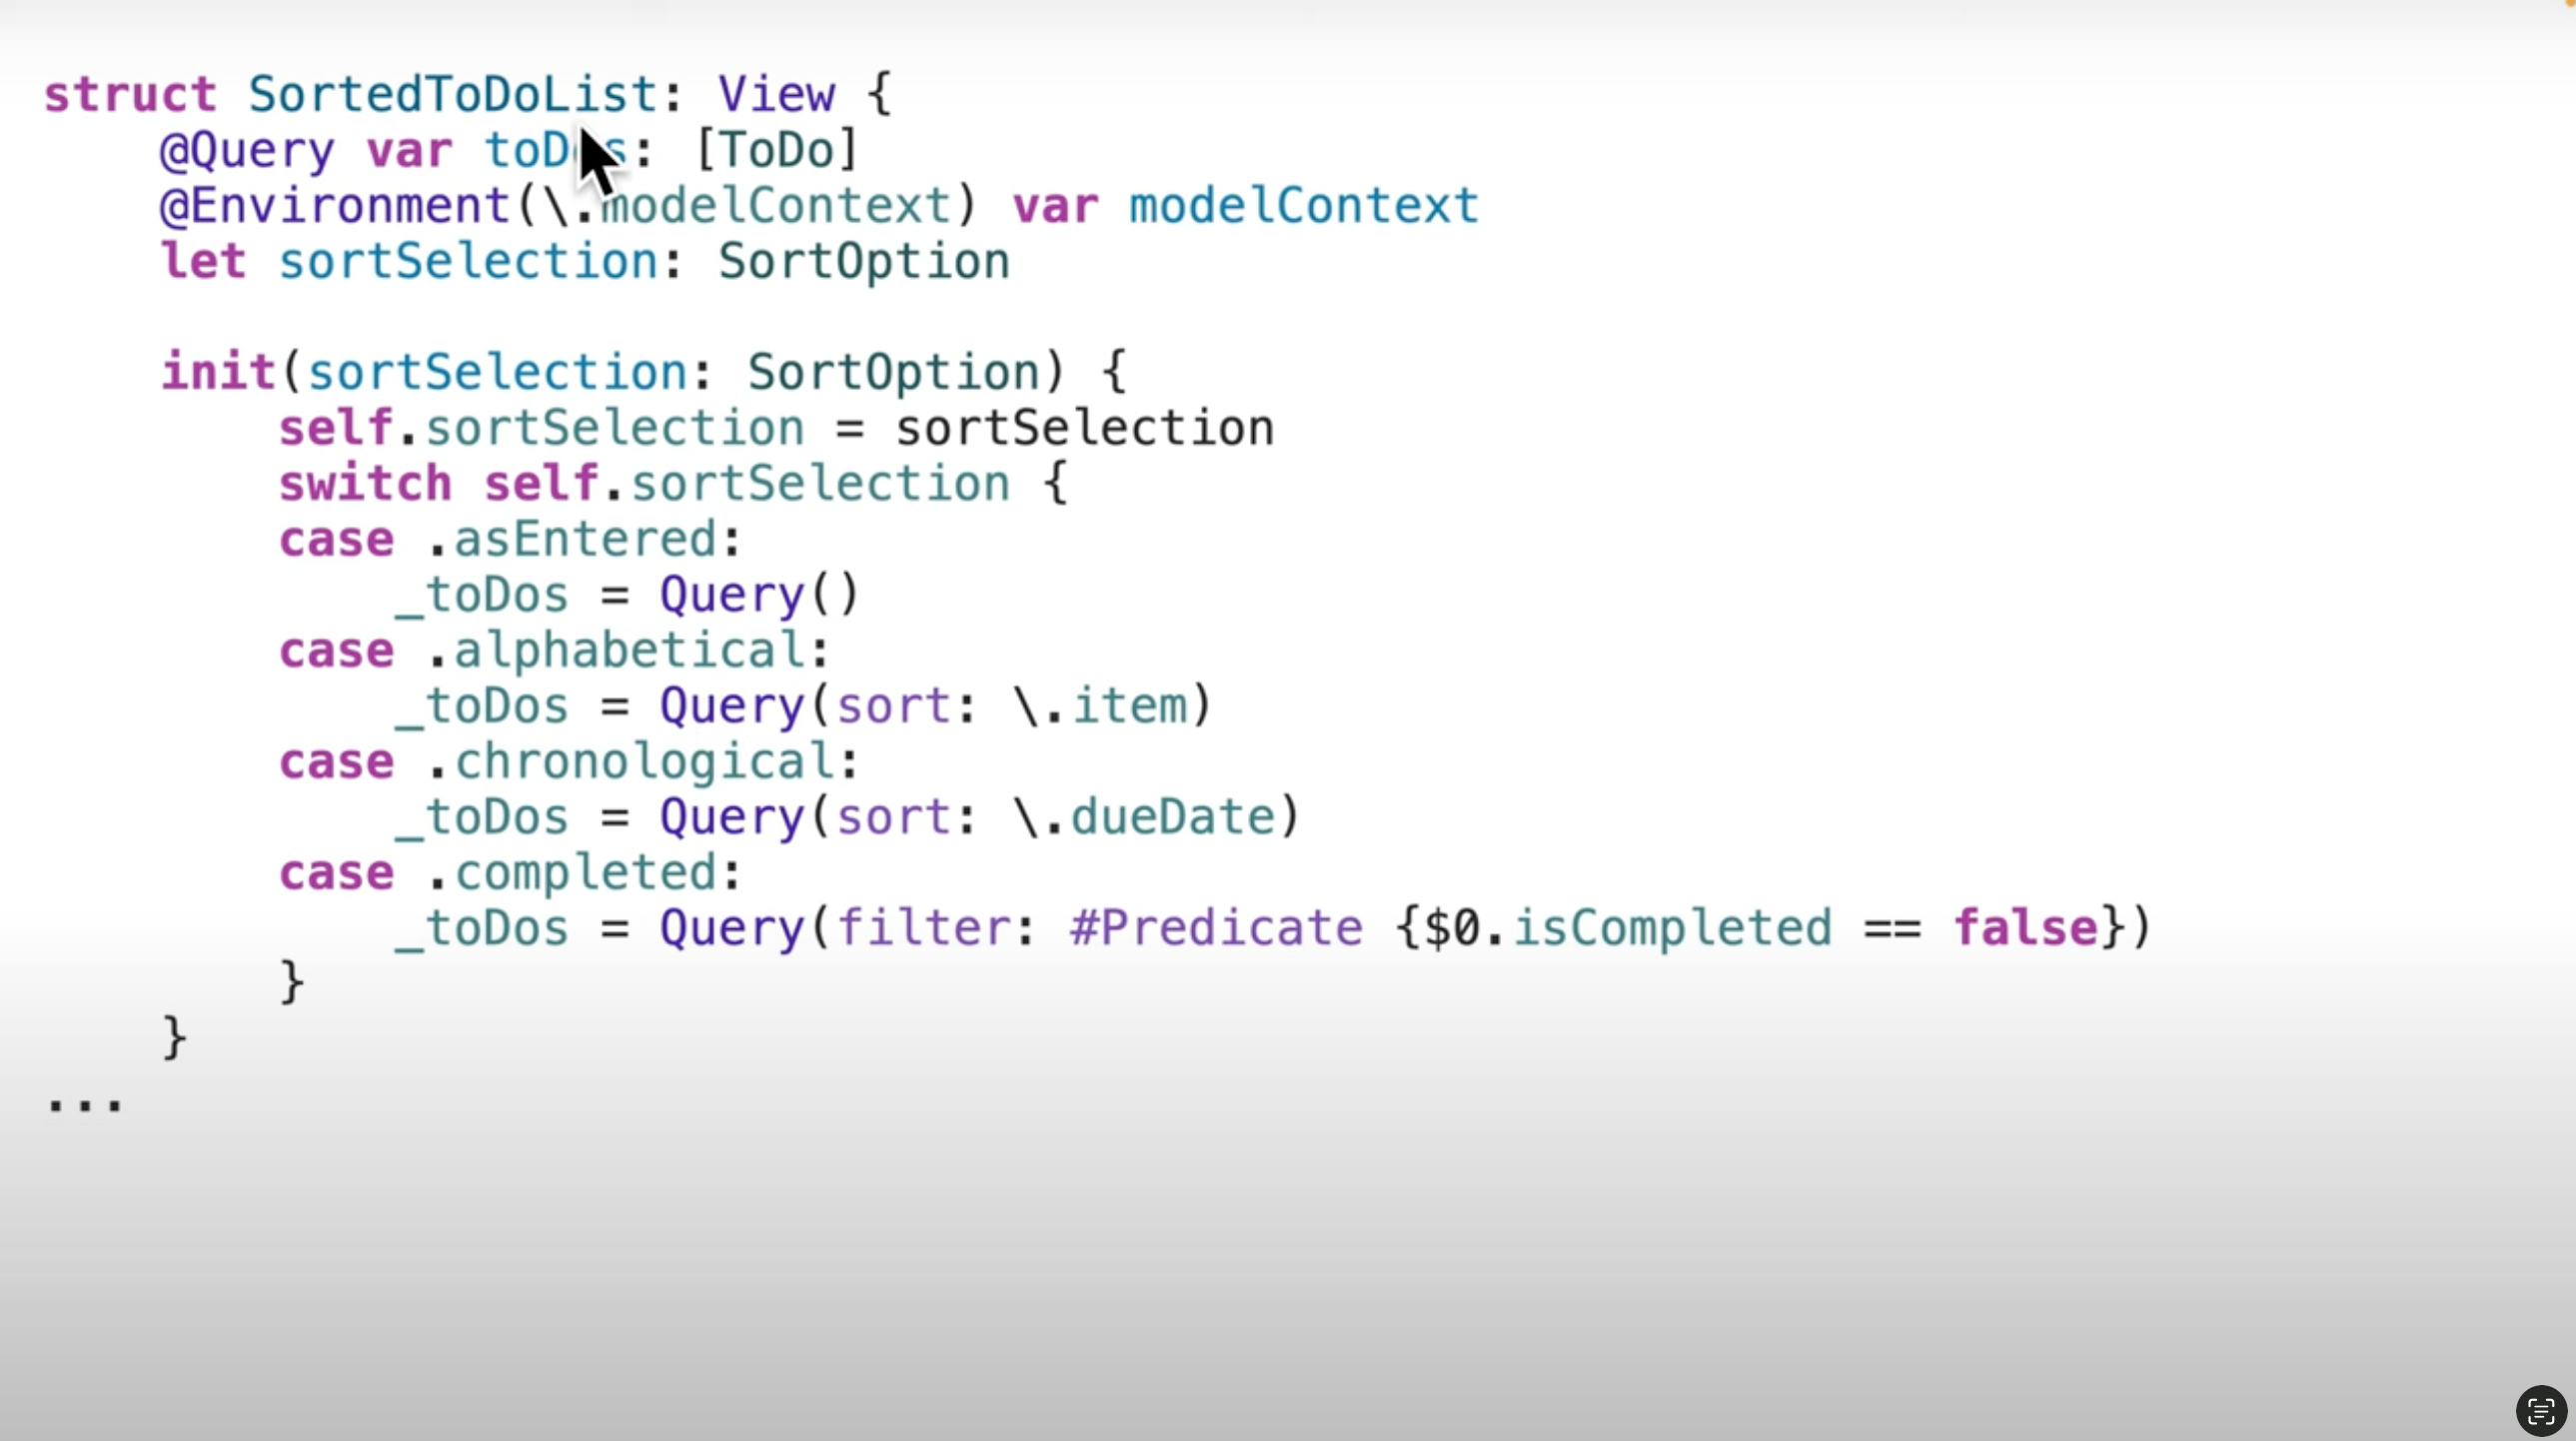 struct SortedToDoList: View {
@Query var toDos: [ToDo]
@Environment(\.modelContext) var modelContext
let sortSelection: SortOption
init(sortSelection: SortOption) {
self.sortSelection = sortSelection
switch self.sortSelection {
case .asEntered:
_toDos = Query()
case .alphabetical:
_toDos = Query(sort: \.item)
case .chronological:
_toDos = Query(sort: \.dueDate)
case .completed:
_toDos = Query(filter: #Predicate {$0.isCompleted == false})
}
}
...